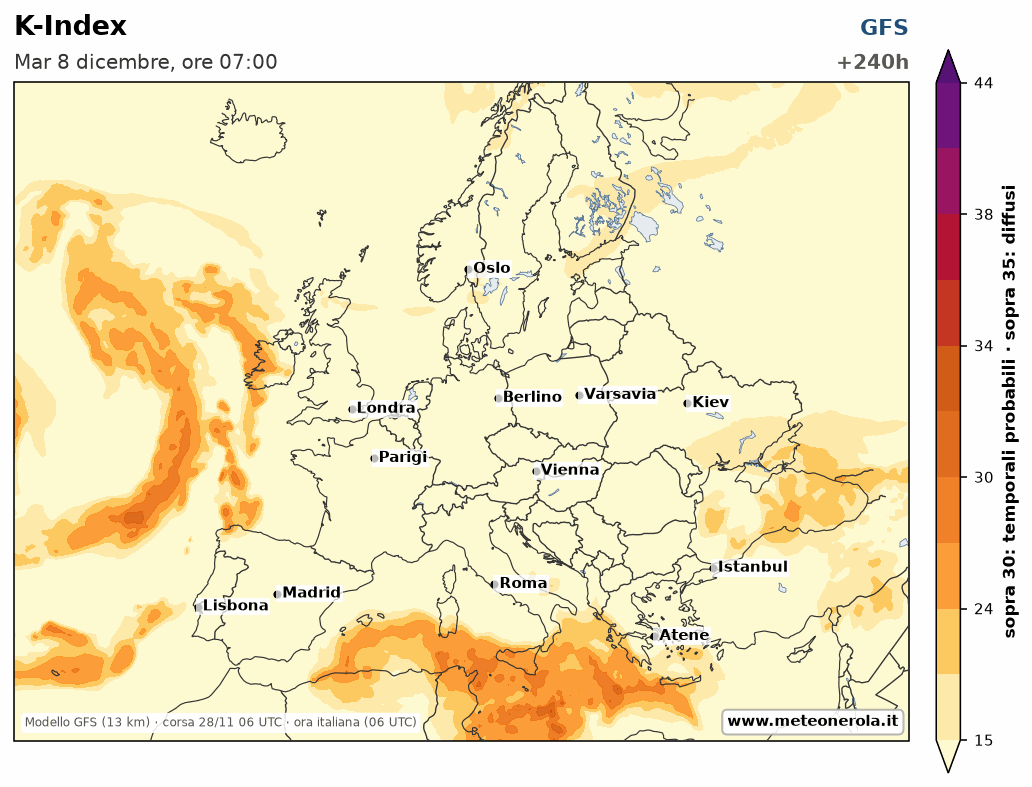 K-Index
GFS
Mar 8 dicembre, ore 07:00
+240h
Oslo
Londra
Berlino
Varsavia
Kiev
Parigi
Vienna
Istanbul
Roma
Madrid
Lisbona
Atene
Modello GFS (13 km) · corsa 28/11 06 UTC · ora italiana (06 UTC)
www.meteonerola.it
44
38
34
30
24
15
sopra 30: temporali probabili · sopra 35: diffusi